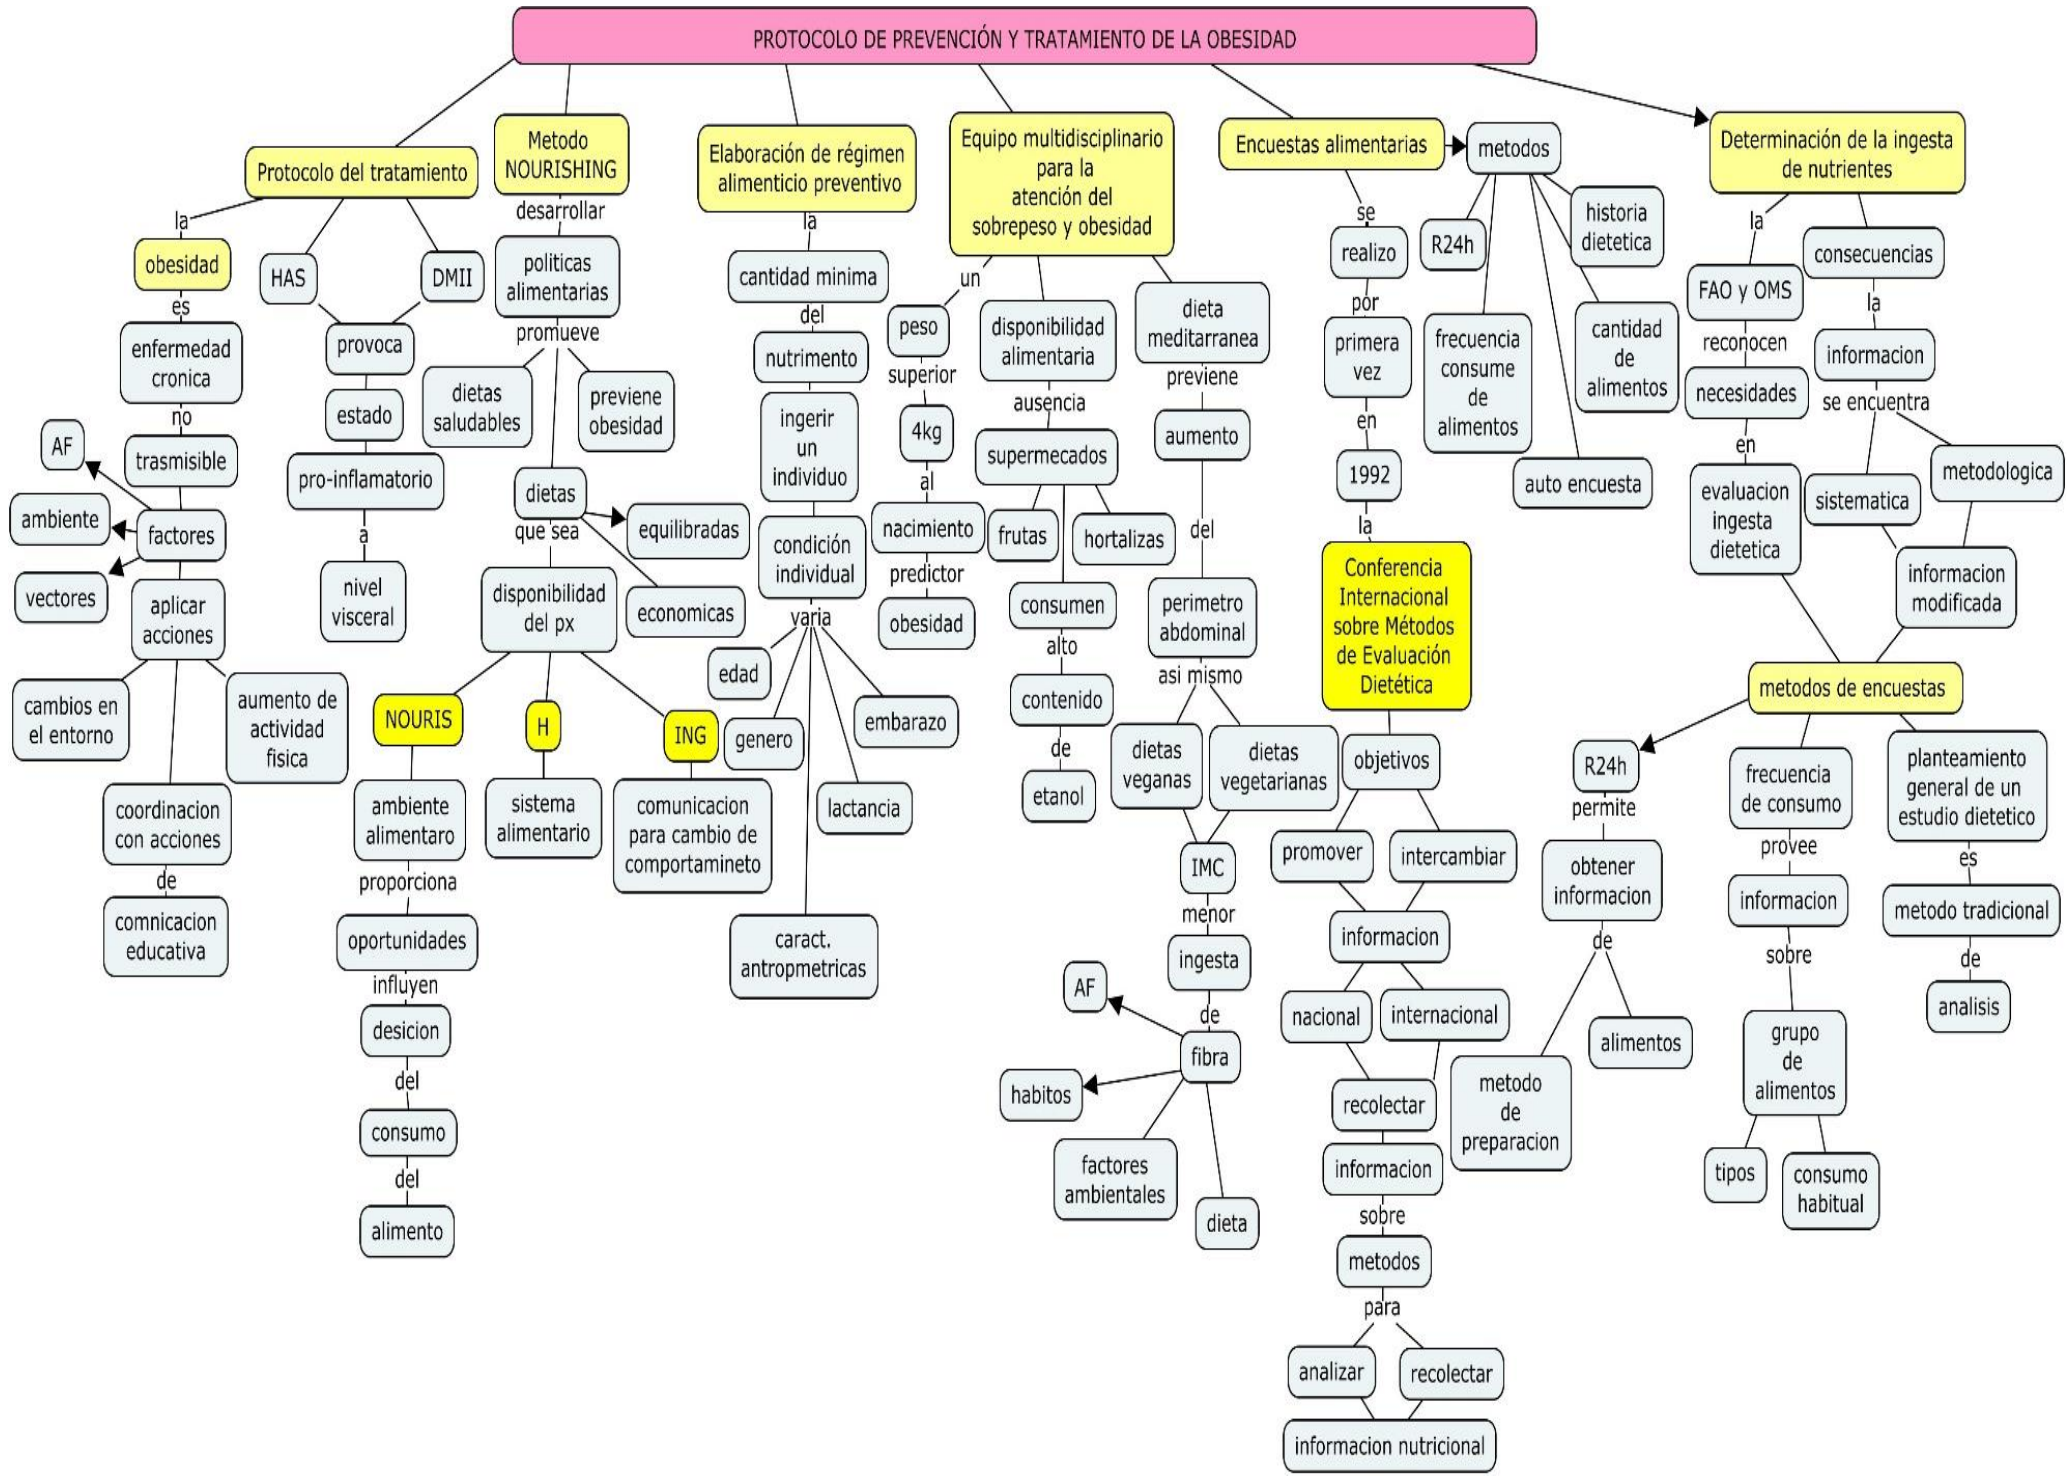 PROTOCOLO DE PREVENCIÓN Y TRATAMIENTO DE LA OBESIDAD
Protocolo del tratamiento
la
obesidad
es
enfermedad
cronica
no
trasmisible
factores
AF
ambiente
vectores
aplicar
acciones
cambios en
el entorno
aumento de
actividad
fisica
coordinacion
con acciones
de
comnicacion
educativa
HAS
DMII
provoca
estado
pro-inflamatorio
a
nivel
visceral
Metodo
NOURISHING
desarrollar
politicas
alimentarias
promueve
dietas
saludables
previene
obesidad
dietas
equilibradas
economicas
que sea
disponibilidad
del px
NOURIS
ambiente
alimentaro
proporciona
oportunidades
influyen
desicion
del
consumo
del
alimento
H
sistema
alimentario
ING
comunicacion
para cambio de
comportamineto
Elaboración de régimen
alimenticio preventivo
la
cantidad minima
del
nutrimento
ingerir
un
individuo
condición
individual
varia
edad
genero
embarazo
lactancia
caract.
antropmetricas
Equipo multidisciplinario
para la
atención del
sobrepeso y obesidad
un
peso
superior
4kg
al
nacimiento
predictor
obesidad
disponibilidad
alimentaria
ausencia
supermecados
frutas
hortalizas
consumen
alto
contenido
de
etanol
dieta
meditarranea
previene
aumento
del
perimetro
abdominal
asi mismo
dietas
veganas
dietas
vegetarianas
IMC
menor
ingesta
de
fibra
AF
habitos
factores
ambientales
dieta
Encuestas alimentarias
se
realizo
por
primera
vez
en
1992
la
Conferencia
Internacional
sobre Métodos
de Evaluación
Dietética
objetivos
promover
intercambiar
informacion
nacional
internacional
recolectar
informacion
sobre
metodos
para
analizar
recolectar
informacion nutricional
metodos
R24h
frecuencia
consume
de
alimentos
auto encuesta
cantidad
de
alimentos
historia
dietetica
Determinación de la ingesta
de nutrientes
la
FAO y OMS
reconocen
necesidades
en
evaluacion
ingesta
dietetica
consecuencias
la
informacion
se encuentra
sistematica
metodologica
informacion
modificada
metodos de encuestas
R24h
permite
obtener
informacion
de
metodo
de
preparacion
alimentos
frecuencia
de consumo
provee
informacion
sobre
grupo
de
alimentos
tipos
consumo
habitual
planteamiento
general de un
estudio dietetico
es
metodo tradicional
de
analisis